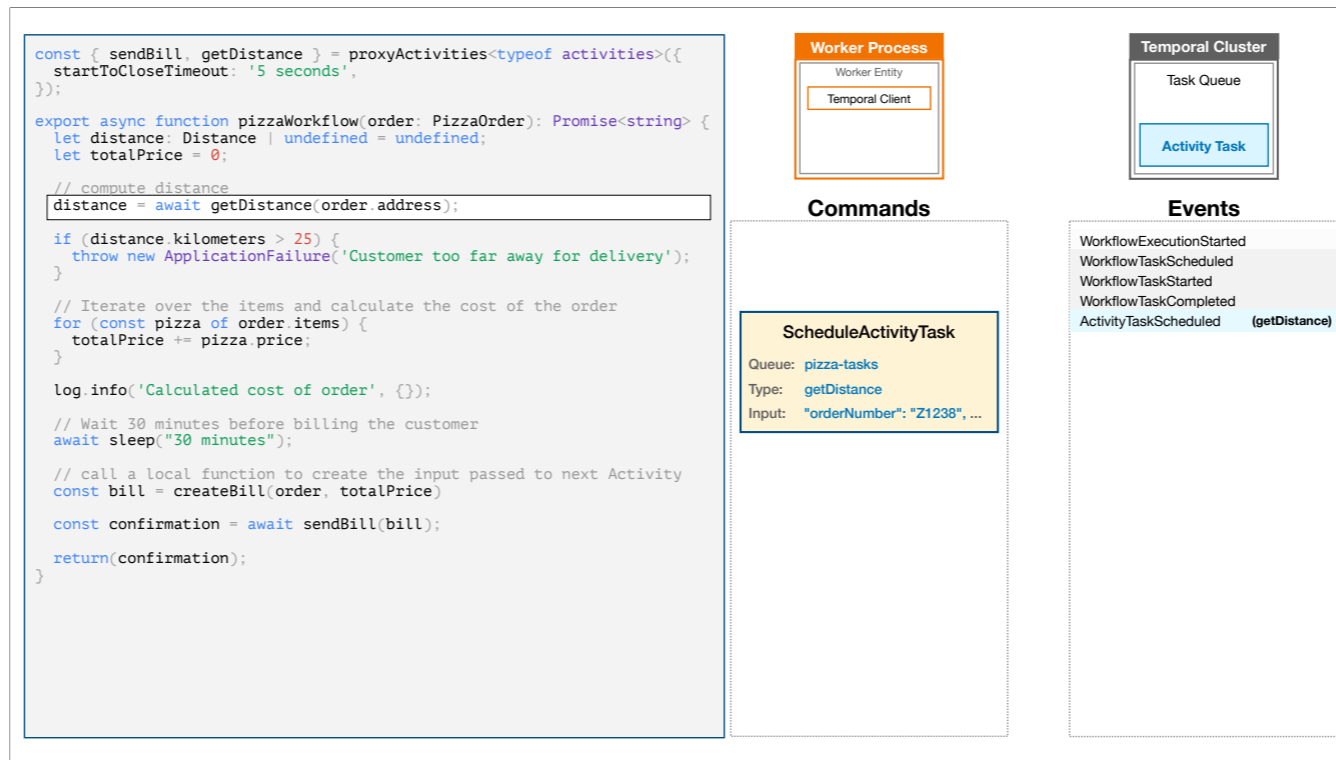 const { sendBill, getDistance } = proxyActivities<typeof activities>({
  startToCloseTimeout: '5 seconds',
});
export async function pizzaWorkflow(order: PizzaOrder): Promise<string> {
  let distance: Distance | undefined = undefined;
  let totalPrice = 0;
  // compute distance
  distance = await getDistance(order.address);
  if (distance.kilometers > 25) {
    throw new ApplicationFailure('Customer too far away for delivery');
  }
  // Iterate over the items and calculate the cost of the order
  for (const pizza of order.items) {
    totalPrice += pizza.price;
  }
  log.info('Calculated cost of order', {});
  // Wait 30 minutes before billing the customer
  await sleep("30 minutes");
  // call a local function to create the input passed to next Activity
  const bill = createBill(order, totalPrice)
  const confirmation = await sendBill(bill);
  return(confirmation);
}
Worker Process
Worker Entity
Temporal Client
Commands
ScheduleActivityTask
Queue: pizza-tasks
Type: getDistance
Input: "orderNumber": "Z1238", ...
Temporal Cluster
Task Queue
Activity Task
Events
WorkflowExecutionStarted
WorkflowTaskScheduled
WorkflowTaskStarted
WorkflowTaskCompleted
ActivityTaskScheduled (getDistance)